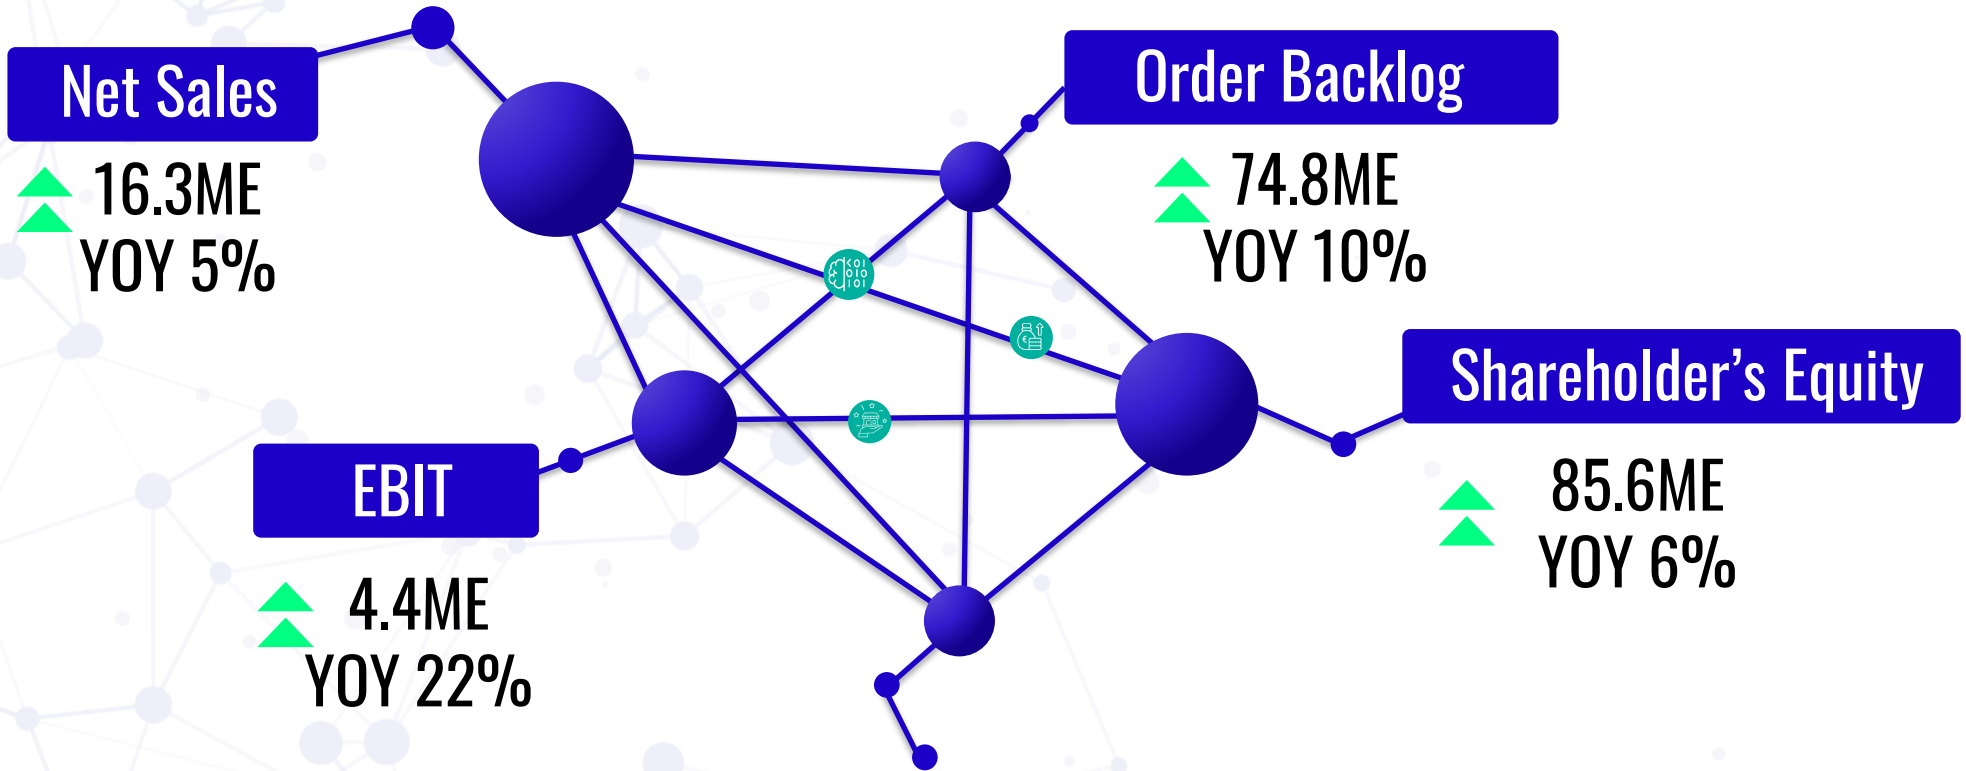 Net Sales
16.3ME
YOY 5%
Order Backlog
74.8ME
YOY 10%
Shareholder’s Equity
85.6ME
YOY 6%
EBIT
4.4ME
YOY 22%